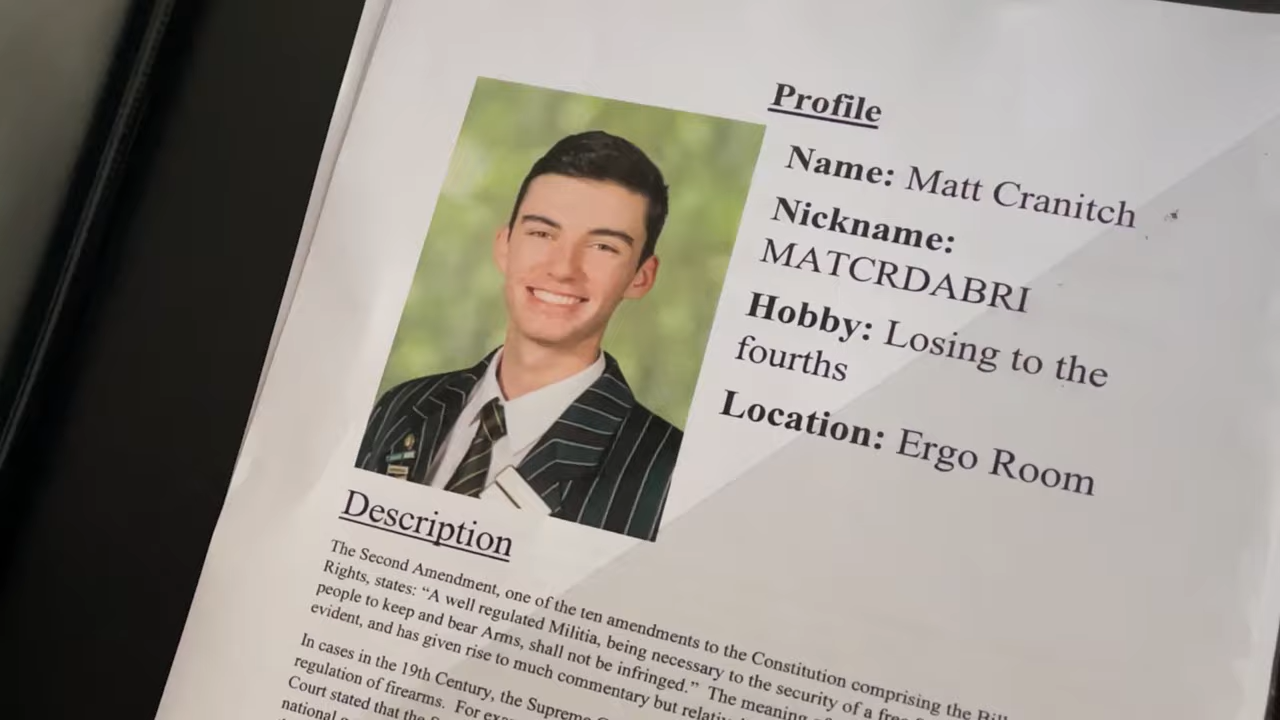 Profile
Name: Matt Cranitch
Nickname:
MATCRDABRI
Hobby: Losing to the
fourths
Location: Ergo Room
Description
The Second Amendment, one of the ten amendments to the Constitution comprising the Bill
Rights, states: “A well regulated Militia, being necessary to the security of a free
people to keep and bear Arms, shall not be infringed.” The meaning
evident, and has given rise to much commentary but
In cases in the 19th Century, the Supreme
regulation of firearms. For
Court stated that the
national